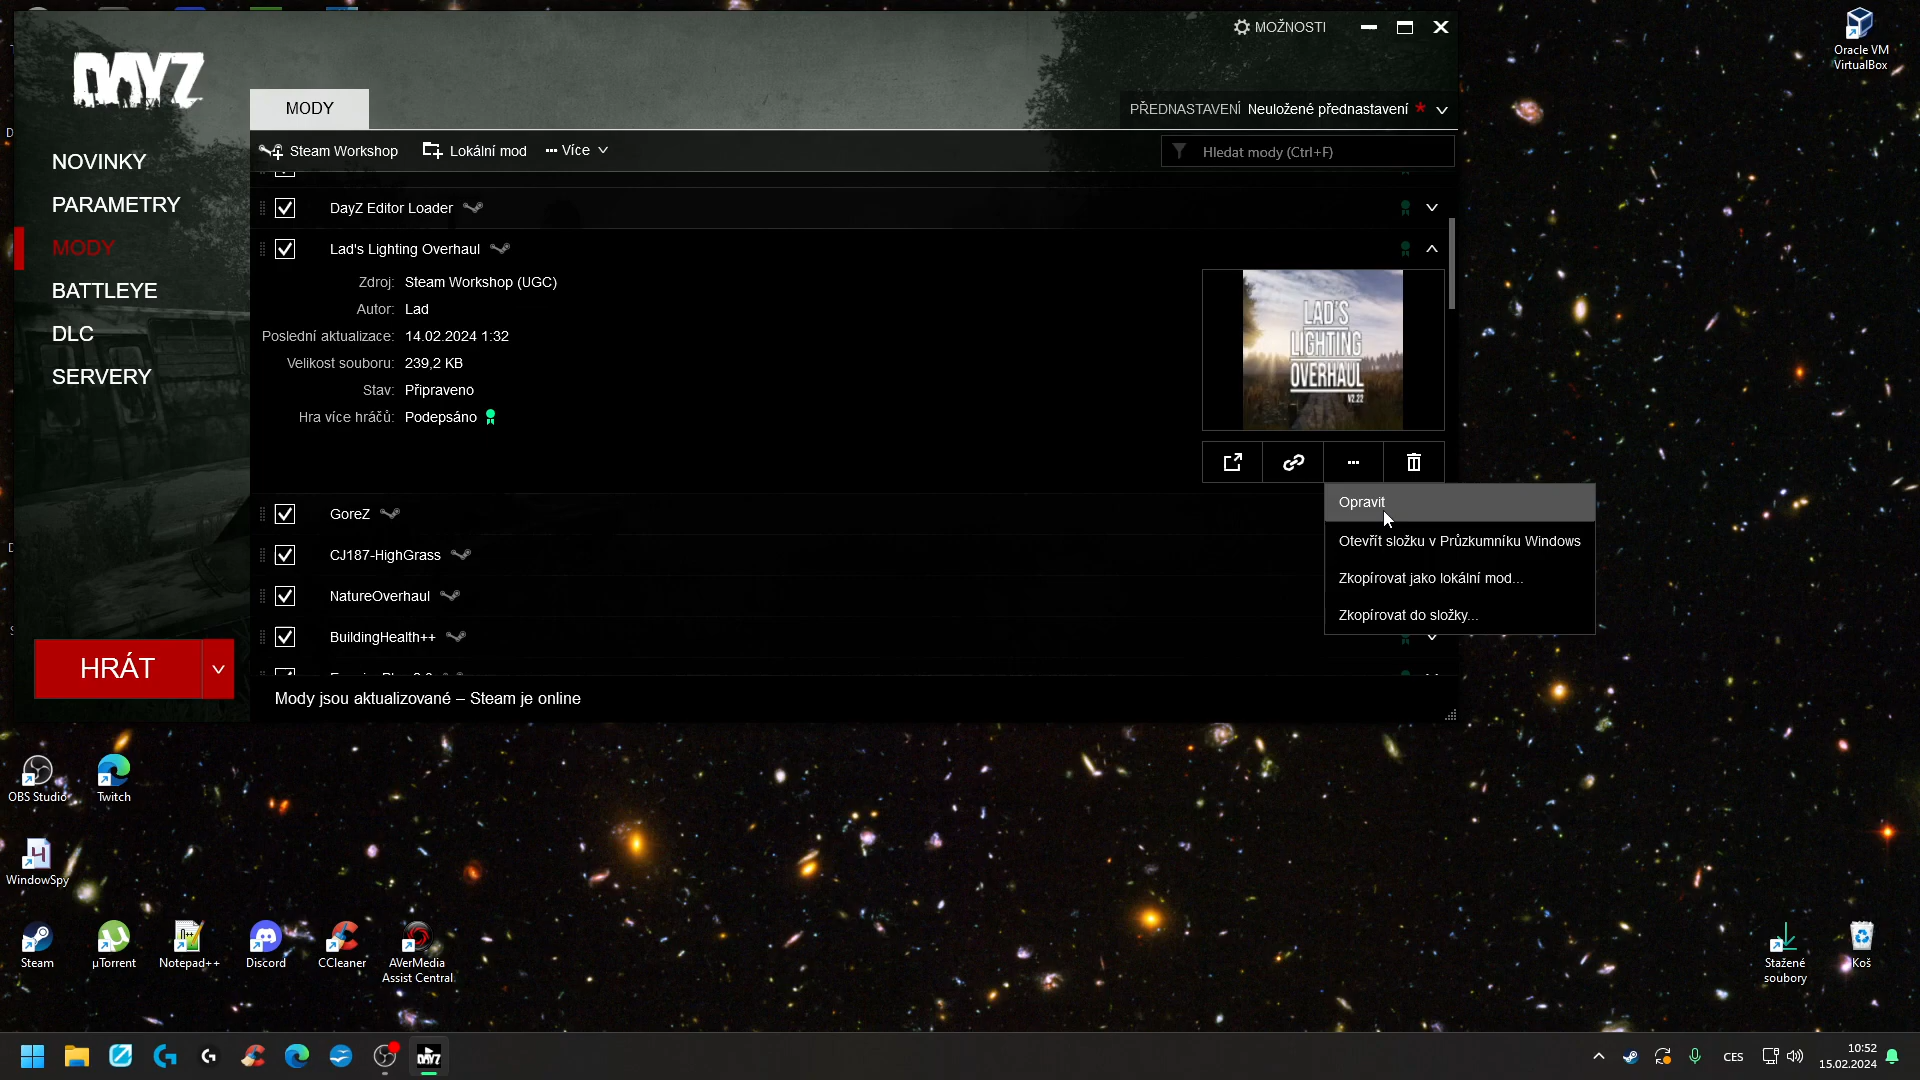 MOŽNOSTI
Oracle VM
VirtualBox
DAYZ
MODY
PŘEDNASTAVENÍ Neuložené přednastavení *
Steam Workshop
Lokální mod
Více
Hledat mody (Ctrl+F)
NOVINKY
PARAMETRY
MODY
BATTLEYE
DLC
SERVERY
HRÁT
DayZ Editor Loader
Lad's Lighting Overhaul
Zdroj: Steam Workshop (UGC)
Autor: Lad
Poslední aktualizace: 14.02.2024 1:32
Velikost souboru: 239,2 KB
Stav: Připraveno
Hra více hráčů: Podepsáno
LAD'S
LIGHTING
OVERHAUL
V2.22
Opravit
Otevřít složku v Průzkumníku Windows
Zkopírovat jako lokální mod...
Zkopírovat do složky...
GoreZ
CJ187-HighGrass
NatureOverhaul
BuildingHealth++
Mody jsou aktualizované – Steam je online
OBS Studio
Twitch
WindowSpy
Steam
µTorrent
Notepad++
Discord
CCleaner
AVerMedia
Assist Central
Stažené
soubory
Koš
DAYZ
CES
10:52
15.02.2024